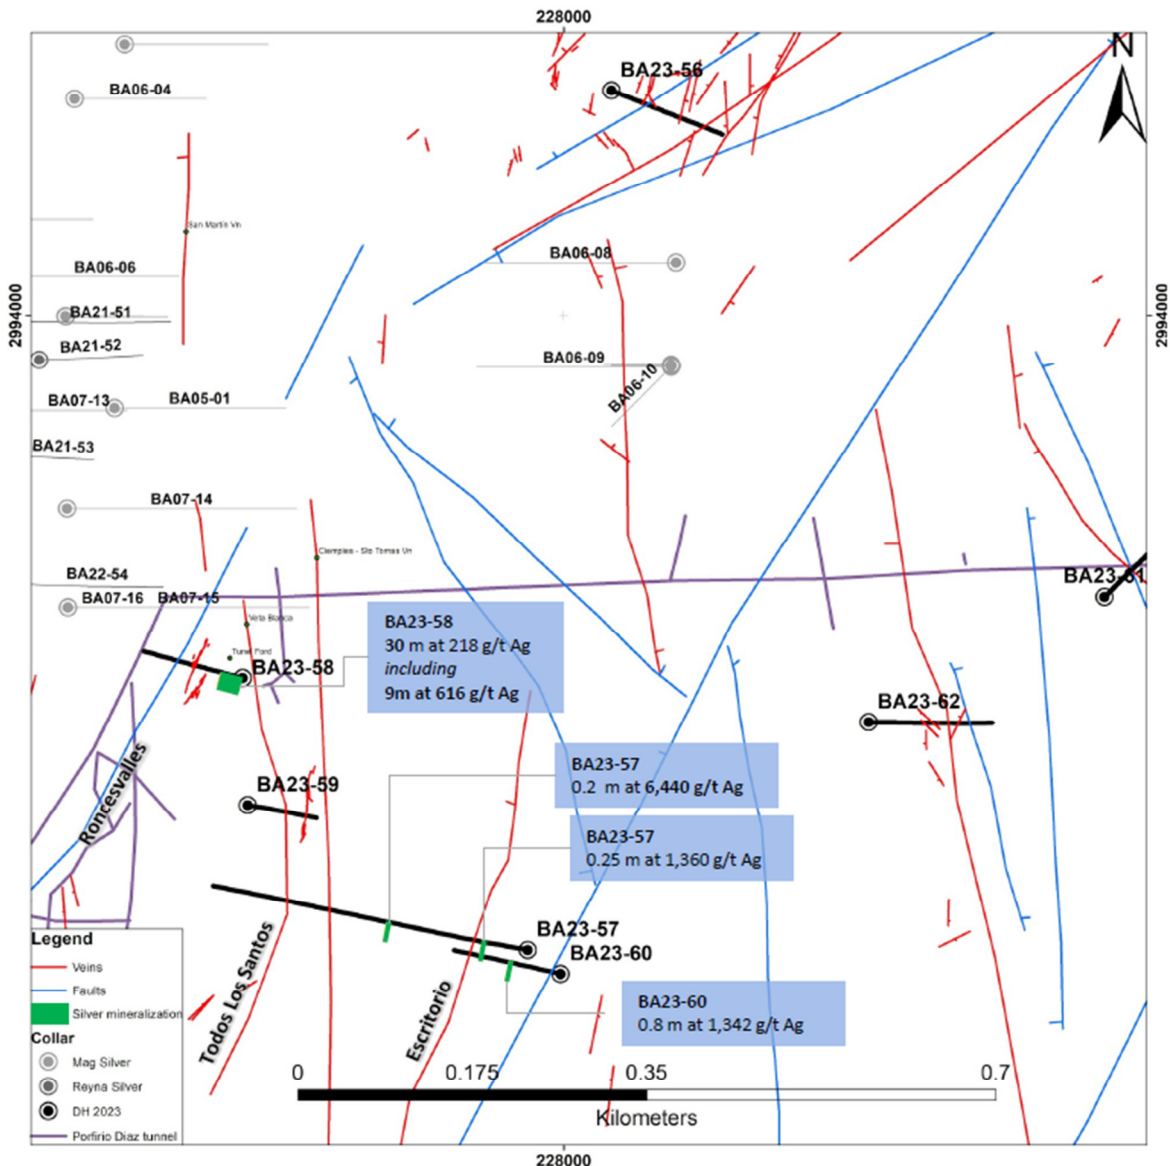 228000
N
BA23-56
BA06-04
San Martin Vn
BA06-08
BA06-06
2994000
2994000
BA21-51
BA21-52
BA06-09
BA06-10
BA07-13
BA05-01
BA21-53
BA07-14
Ciempies - Sto Tomas Vn
BA22-54
BA23-61
BA07-16
BA07-15
Veta Blanca
BA23-58
30 m at 218 g/t Ag
including
9m at 616 g/t Ag
Tunel Ford
BA23-58
BA23-62
Roncesvalles
BA23-57
0.2 m at 6,440 g/t Ag
BA23-59
BA23-57
0.25 m at 1,360 g/t Ag
BA23-57
BA23-60
Todos Los Santos
Escritorio
BA23-60
0.8 m at 1,342 g/t Ag
Legend
Veins
Faults
Silver mineralization
Collar
Mag Silver
Reyna Silver
DH 2023
Porfirio Diaz tunnel
0 0.175 0.35 0.7
Kilometers
228000